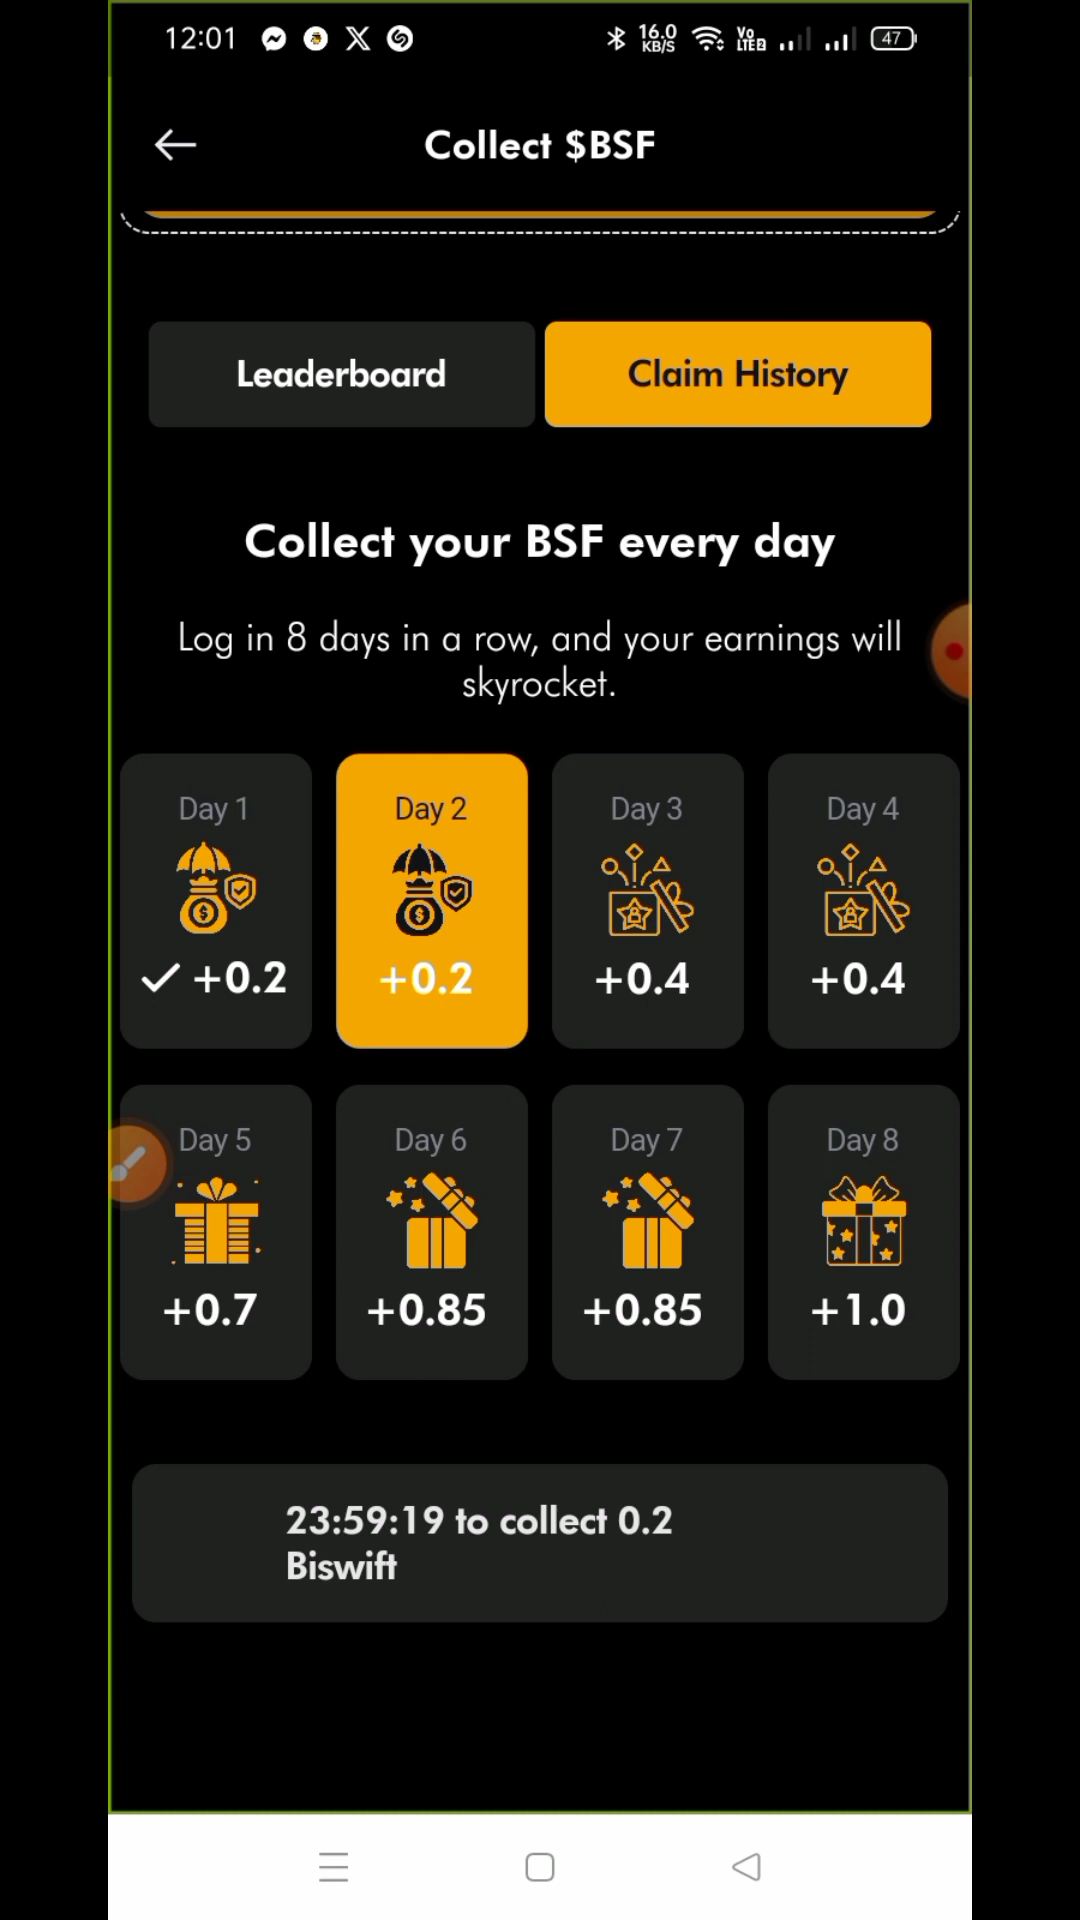 12:01
16.0
KB/S
Vo
LTE2
47
Collect $BSF
Leaderboard
Claim History
Collect your BSF every day
Log in 8 days in a row, and your earnings will
skyrocket.
Day 1
Day 2
Day 3
Day 4
+0.2
+0.2
+0.4
+0.4
Day 5
Day 6
Day 7
Day 8
+0.7
+0.85
+0.85
+1.0
23:59:19 to collect 0.2
Biswift